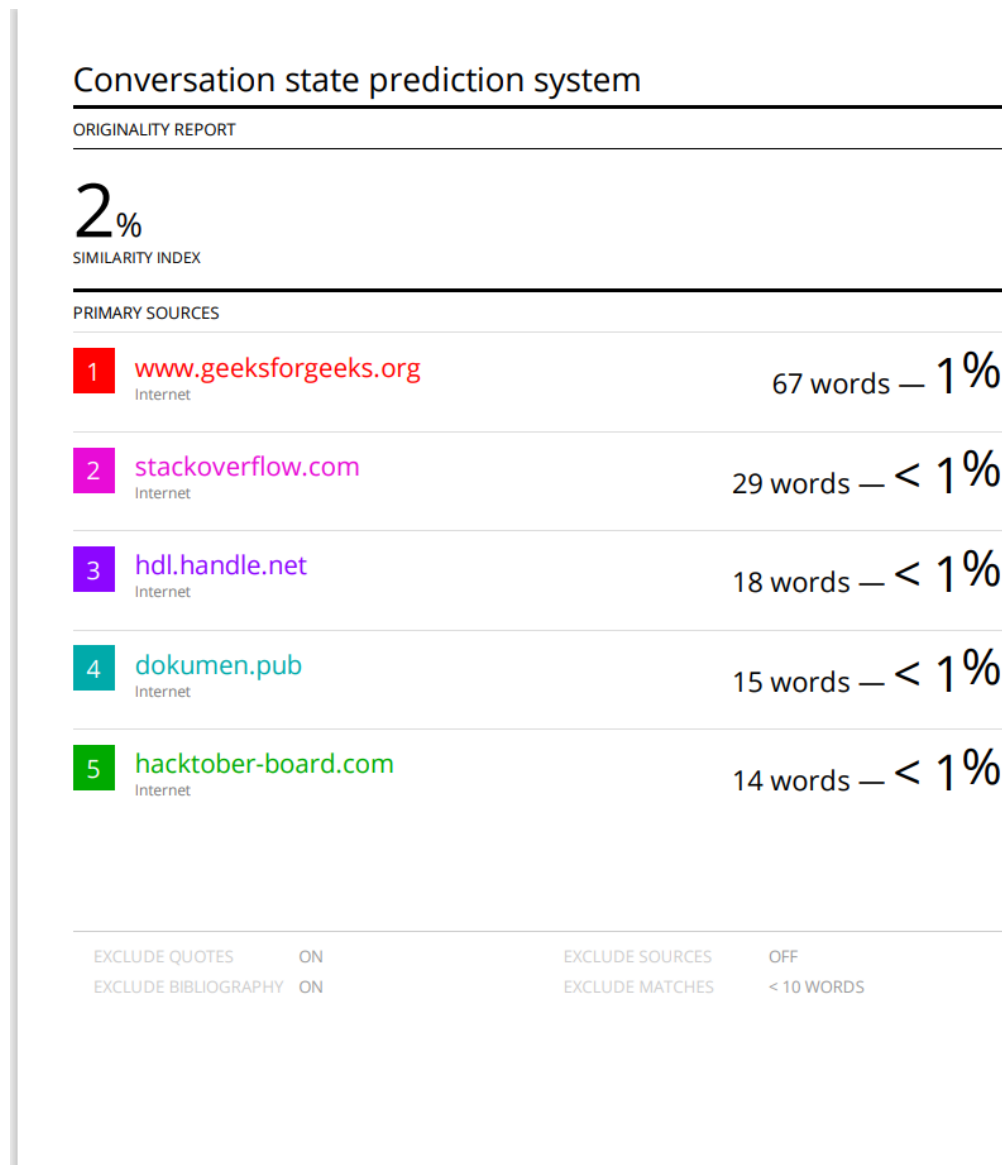 Conversation state prediction system
ORIGINALITY REPORT
2%
SIMILARITY INDEX
PRIMARY SOURCES
1 www.geeksforgeeks.org 67 words — 1%
Internet
2 stackoverflow.com 29 words — < 1%
Internet
3 hdl.handle.net 18 words — < 1%
Internet
4 dokumen.pub 15 words — < 1%
Internet
5 hacktober-board.com 14 words — < 1%
Internet
EXCLUDE QUOTES ON EXCLUDE SOURCES OFF
EXCLUDE BIBLIOGRAPHY ON EXCLUDE MATCHES < 10 WORDS